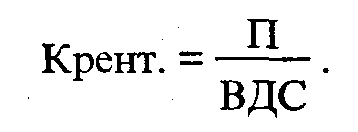 Крент. = П / ВДС .